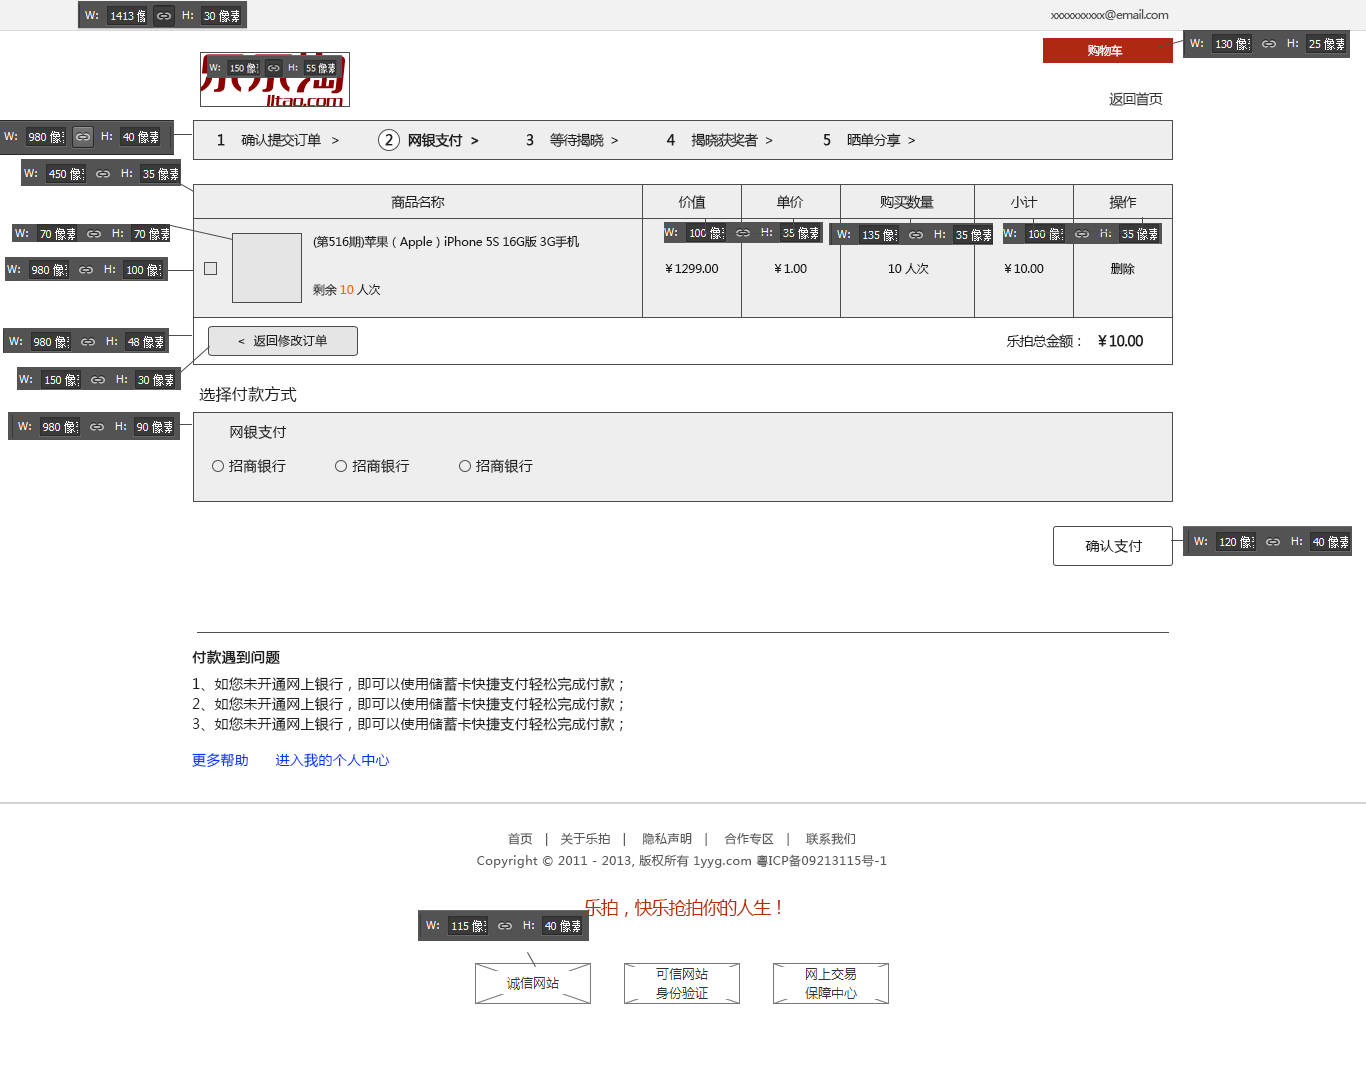 W: 1413 像 H: 30 像素
xxxxxxxxxx@email.com
购物车
W: 130 像 H: 25 像素
乐乐淘
W: 150 像 H: 55 像素
lltao.com
返回首页
W: 980 像 H: 40 像素
1 确认提交订单 > 2 网银支付 > 3 等待揭晓 > 4 揭晓获奖者 > 5 晒单分享 >
W: 450 像 H: 35 像素
商品名称 价值 单价 购买数量 小计 操作
W: 70 像素 H: 70 像素
W: 100 像 H: 35 像素
W: 135 像 H: 35 像素
W: 100 像 H: 35 像素
(第516期)苹果（Apple）iPhone 5S 16G版 3G手机
W: 980 像 H: 100 像
￥1299.00 ￥1.00 10 人次 ￥10.00 删除
剩余 10 人次
W: 980 像 H: 48 像素
< 返回修改订单
乐拍总金额： ￥10.00
W: 150 像 H: 30 像素
选择付款方式
W: 980 像 H: 90 像素
网银支付
招商银行 招商银行 招商银行
确认支付
W: 120 像 H: 40 像素
付款遇到问题
1、如您未开通网上银行，即可以使用储蓄卡快捷支付轻松完成付款；
2、如您未开通网上银行，即可以使用储蓄卡快捷支付轻松完成付款；
3、如您未开通网上银行，即可以使用储蓄卡快捷支付轻松完成付款；
更多帮助 进入我的个人中心
首页 | 关于乐拍 | 隐私声明 | 合作专区 | 联系我们
Copyright © 2011 - 2013, 版权所有 1yyg.com 粤ICP备09213115号-1
乐拍，快乐抢拍你的人生！
W: 115 像 H: 40 像素
诚信网站
可信网站
身份验证
网上交易
保障中心